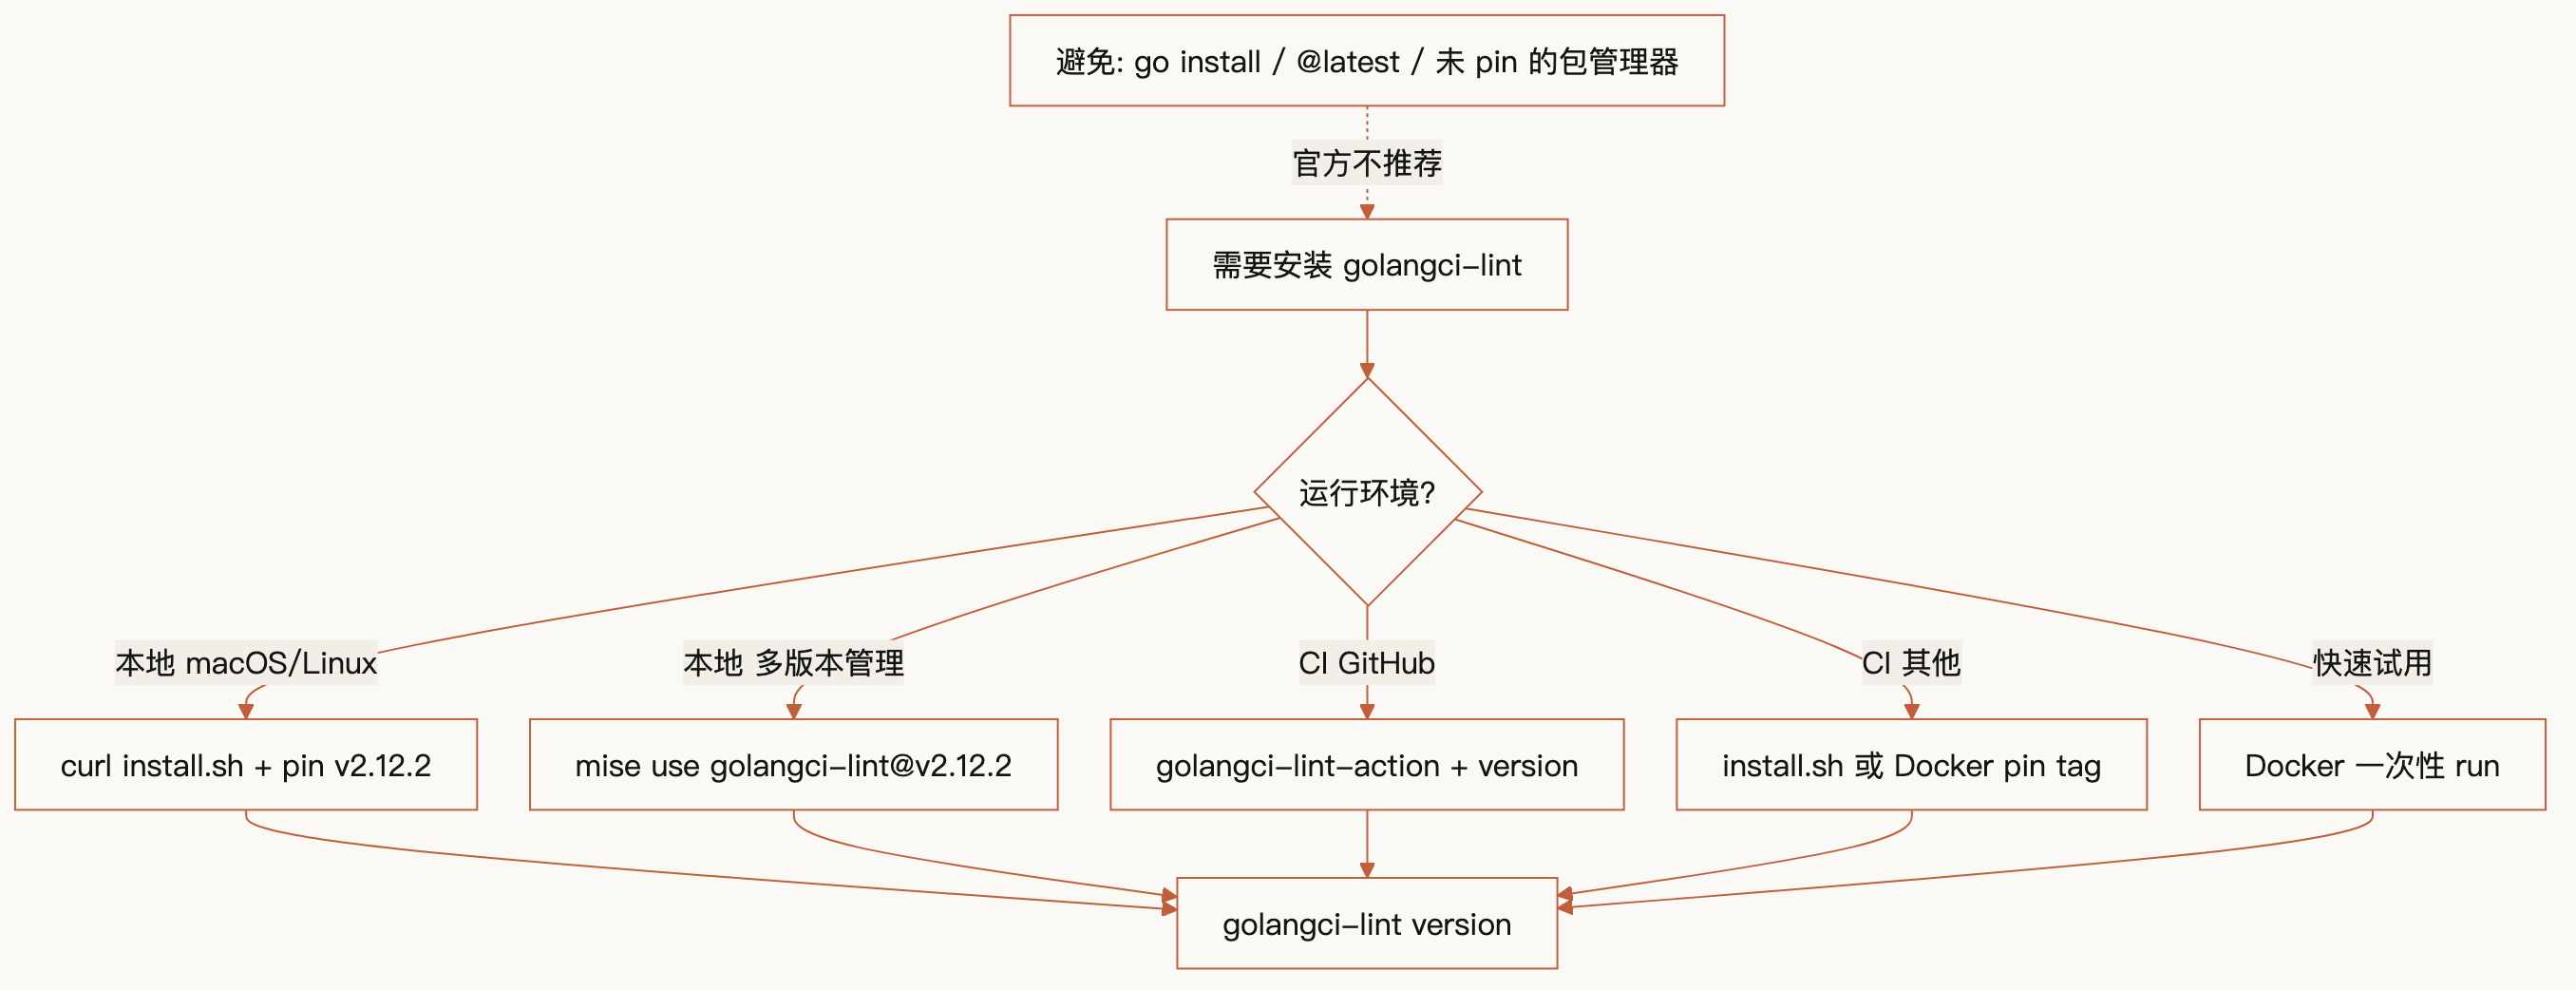 避免: go install / @latest / 未 pin 的包管理器
官方不推荐
需要安装 golangci-lint
运行环境?
本地 macOS/Linux
本地 多版本管理
CI GitHub
CI 其他
快速试用
curl install.sh + pin v2.12.2
mise use golangci-lint@v2.12.2
golangci-lint-action + version
install.sh 或 Docker pin tag
Docker 一次性 run
golangci-lint version